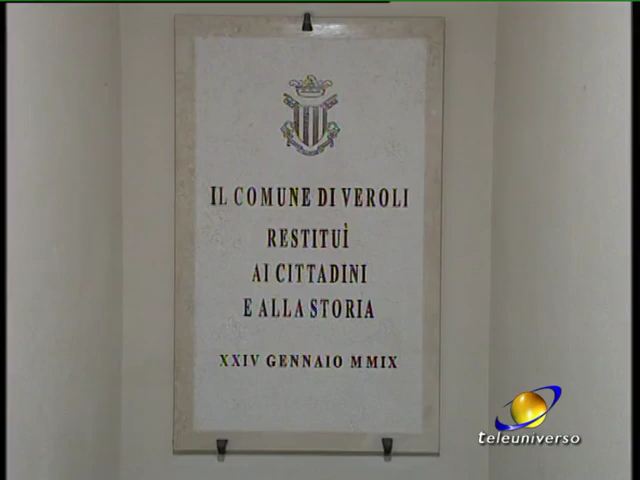 IL COMUNE DI VEROLI
RESTITUÌ
AI CITTADINI
E ALLA STORIA
XXIV GENNAIO MMIX
teleuniverso